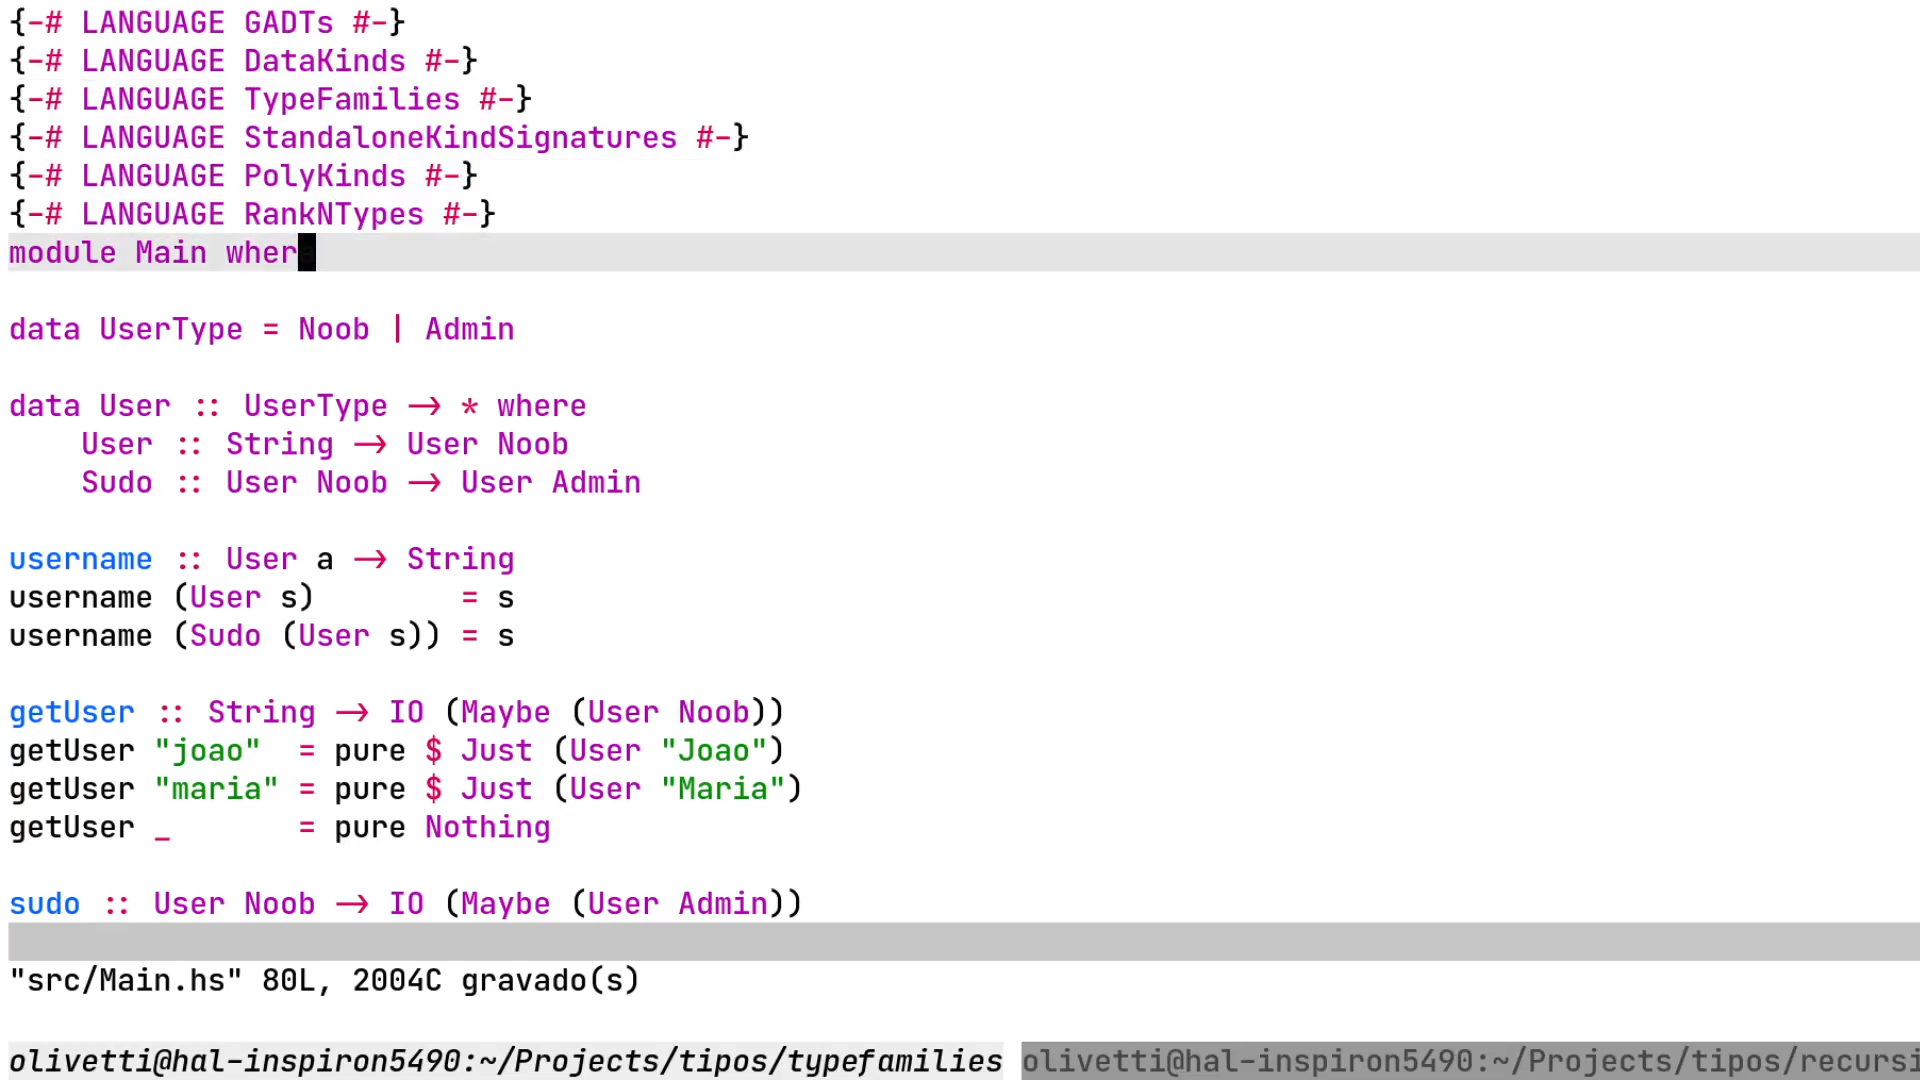 {-# LANGUAGE GADTs #-}
{-# LANGUAGE DataKinds #-}
{-# LANGUAGE TypeFamilies #-}
{-# LANGUAGE StandaloneKindSignatures #-}
{-# LANGUAGE PolyKinds #-}
{-# LANGUAGE RankNTypes #-}
module Main wher
data UserType = Noob | Admin
data User :: UserType -> * where
    User :: String -> User Noob
    Sudo :: User Noob -> User Admin
username :: User a -> String
username (User s)        = s
username (Sudo (User s)) = s
getUser :: String -> IO (Maybe (User Noob))
getUser "joao"  = pure $ Just (User "Joao")
getUser "maria" = pure $ Just (User "Maria")
getUser _       = pure Nothing
sudo :: User Noob -> IO (Maybe (User Admin))
"src/Main.hs" 80L, 2004C gravado(s)
olivetti@hal-inspiron5490:~/Projects/tipos/typefamilies olivetti@hal-inspiron5490:~/Projects/tipos/recursi